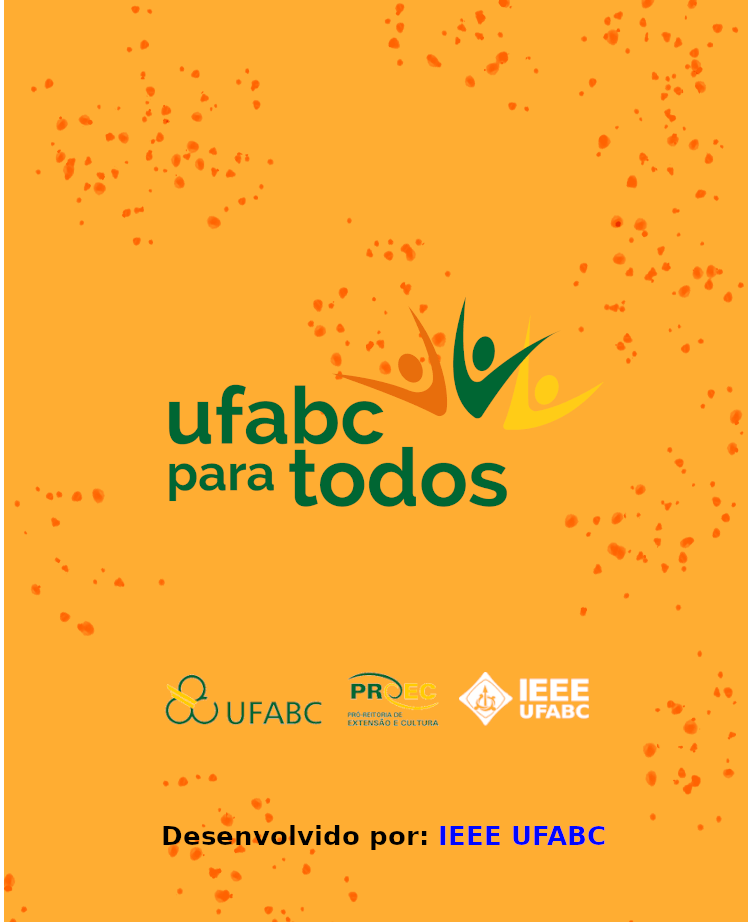 ufabc
para todos
UFABC
PROEC
PRÓ-REITORIA DE
EXTENSÃO E CULTURA
IEEE
UFABC
Desenvolvido por: IEEE UFABC